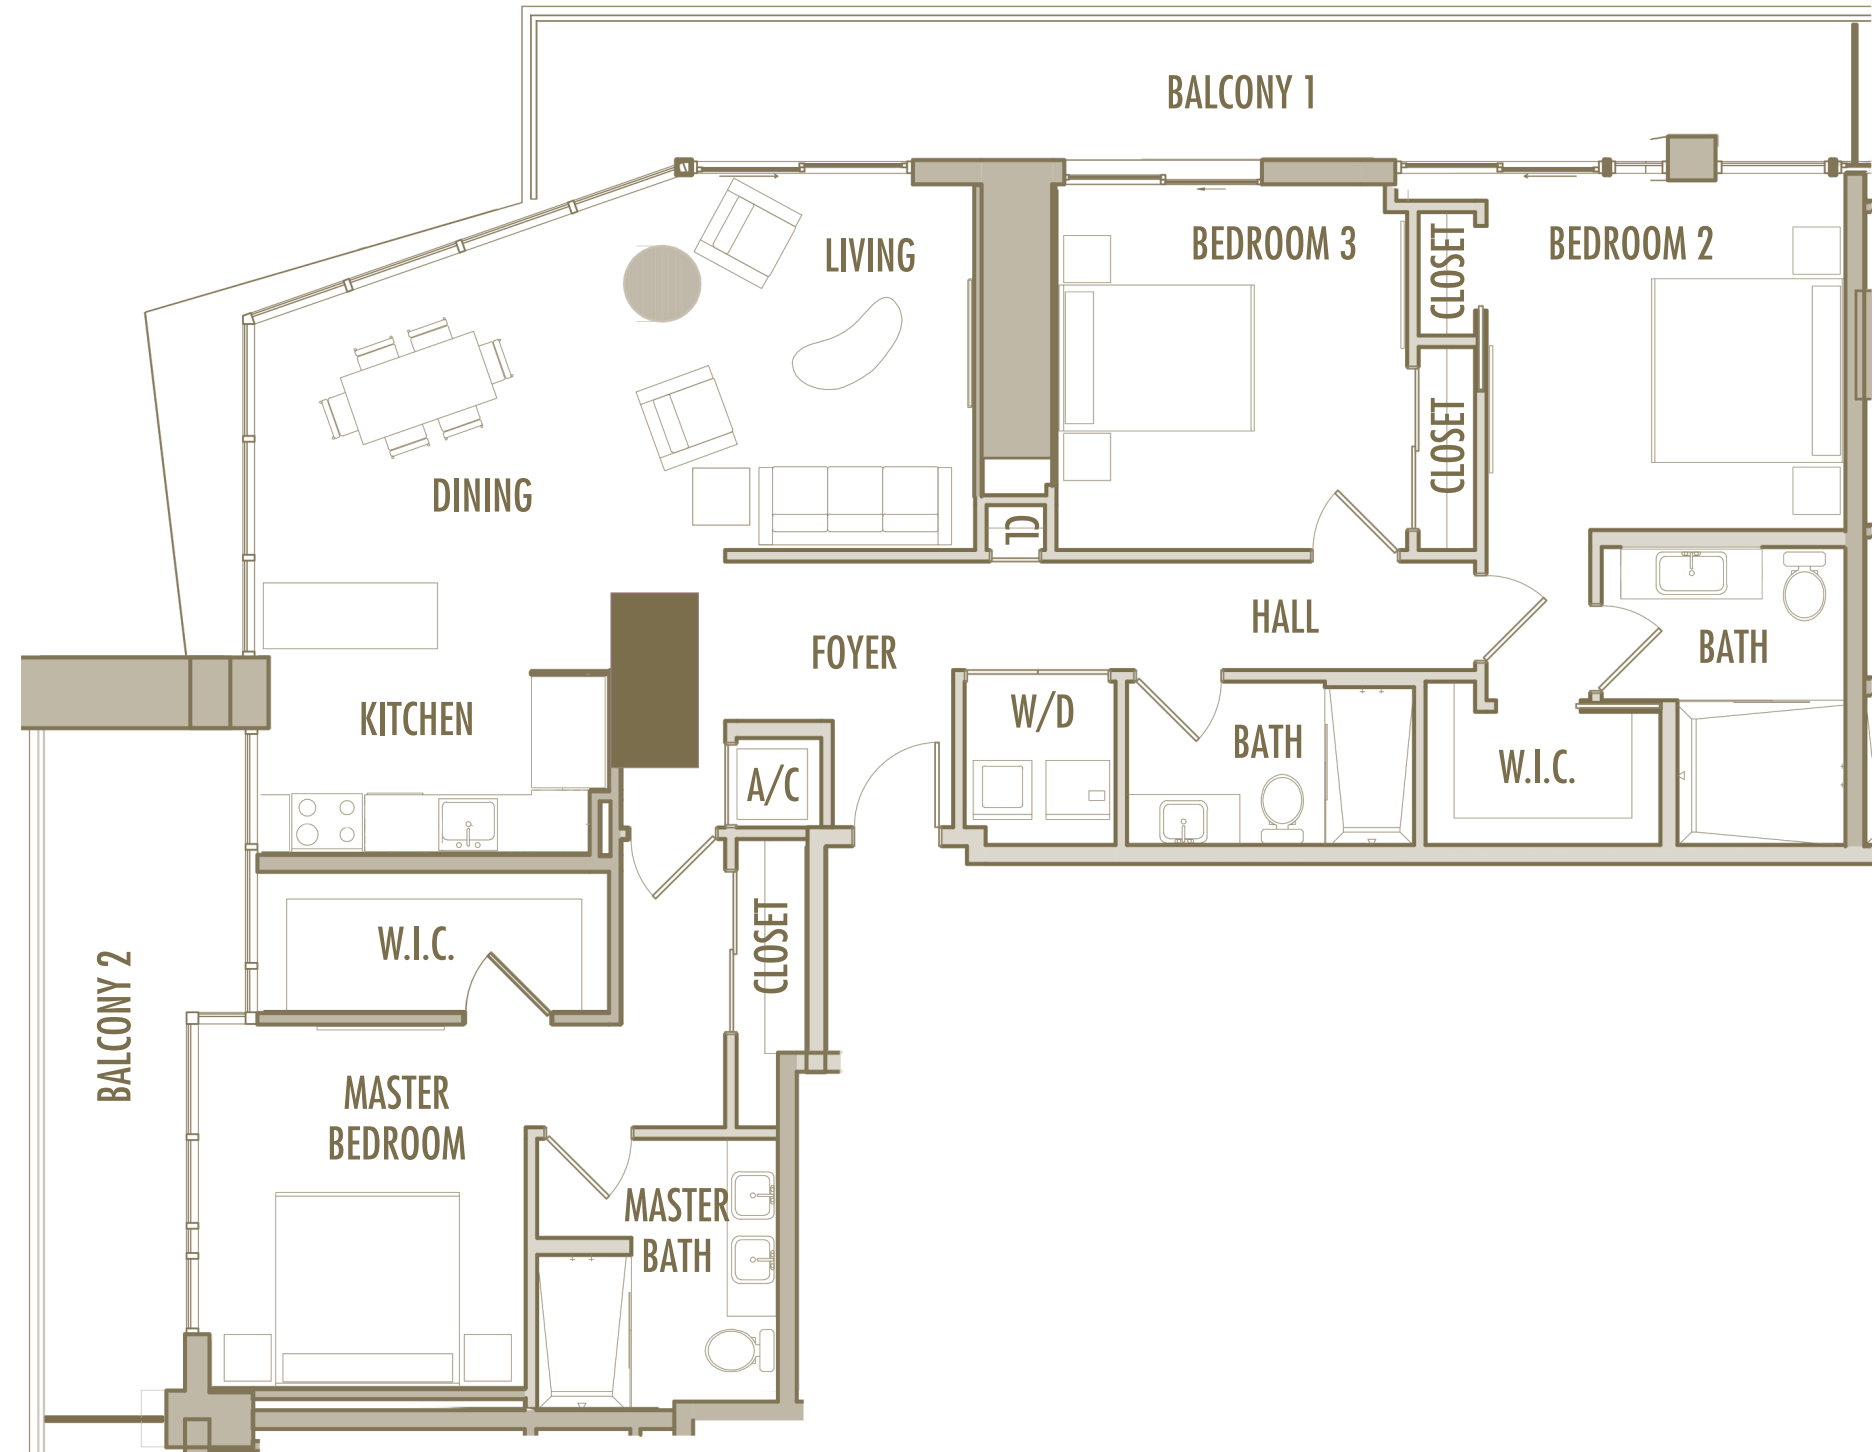 BALCONY 1
LIVING
BEDROOM 3
CLOSET
BEDROOM 2
CLOSET
DINING
CL
HALL
FOYER
BATH
KITCHEN
W/D
BATH
W.I.C.
A/C
W.I.C.
CLOSET
BALCONY 2
MASTER
BEDROOM
MASTER
BATH